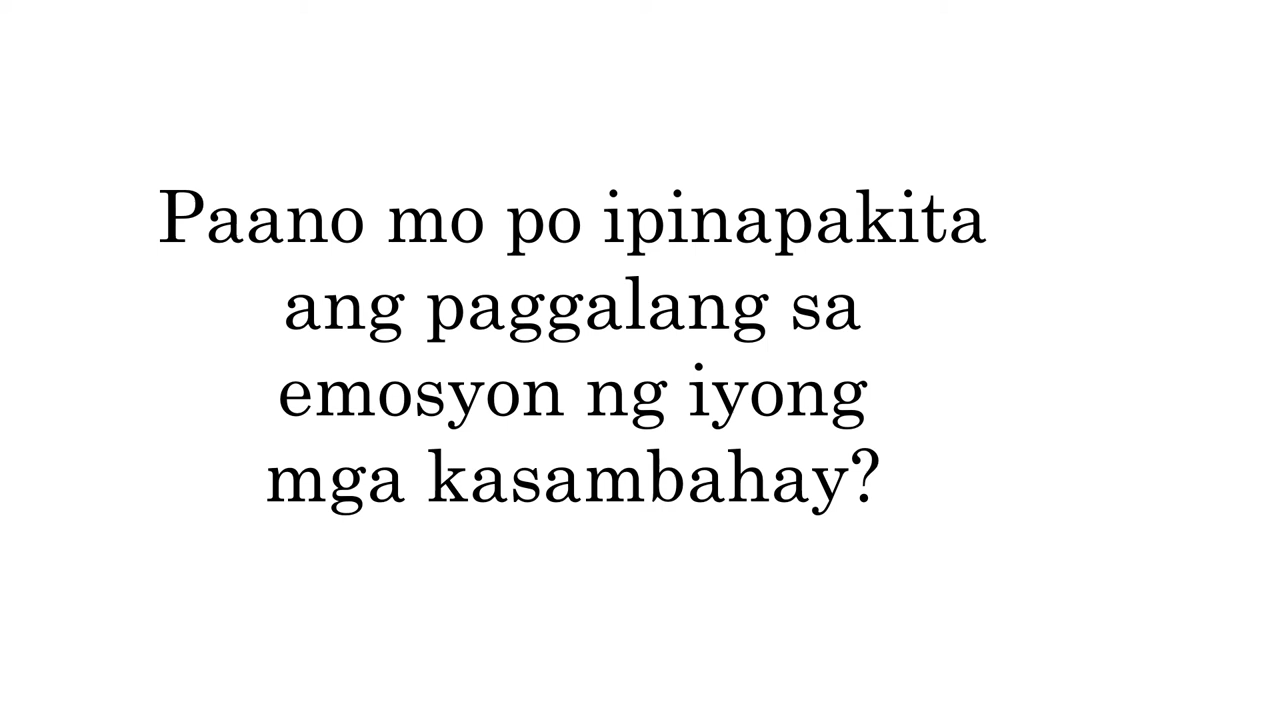 Paano mo po ipinapakita
ang paggalang sa
emosyon ng iyong
mga kasambahay?